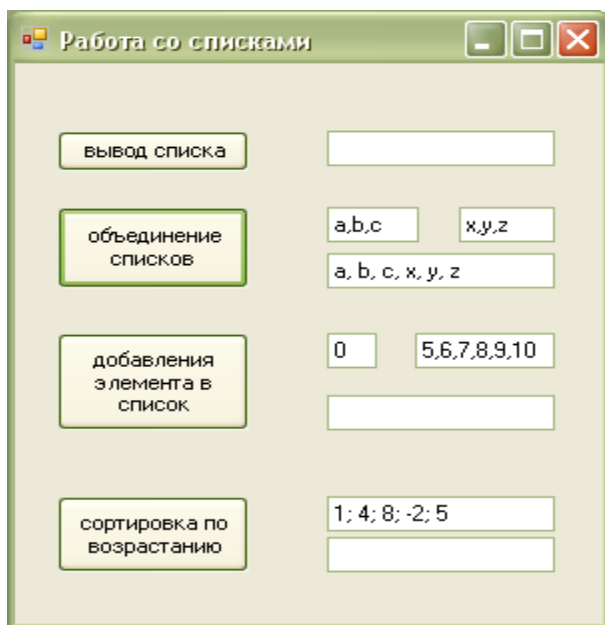 Работа со списками
вывод списка
объединение
списков
a,b,c
x,y,z
a, b, c, x, y, z
добавления
элемента в
список
0
5,6,7,8,9,10
сортировка по
возрастанию
1; 4; 8; -2; 5